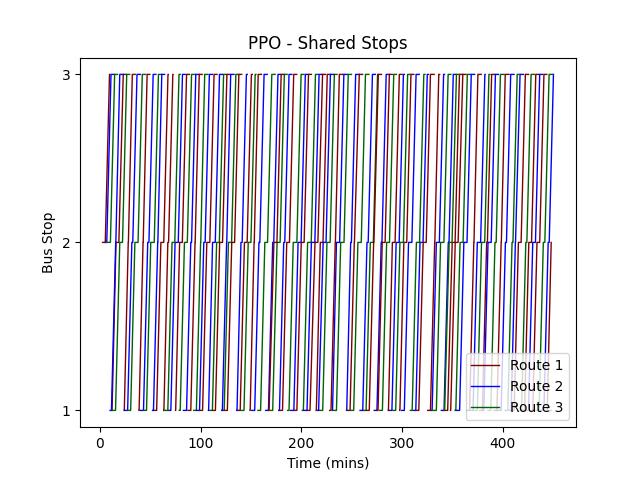 PPO - Shared Stops
3
2
1
Bus Stop
0 100 200 300 400
Time (mins)
Route 1
Route 2
Route 3